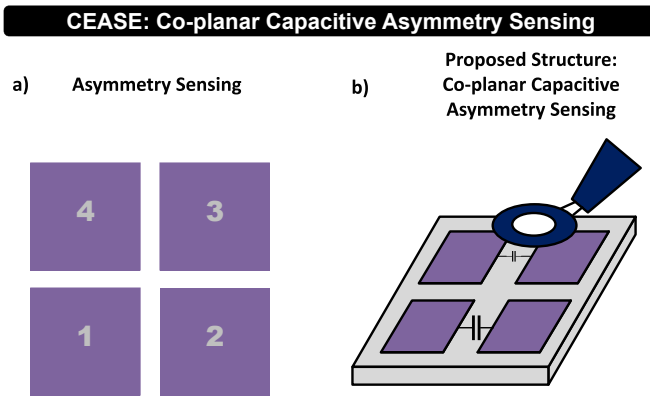 CEASE: Co-planar Capacitive Asymmetry Sensing
a) Asymmetry Sensing
b) Proposed Structure:
Co-planar Capacitive
Asymmetry Sensing
4 3
1 2